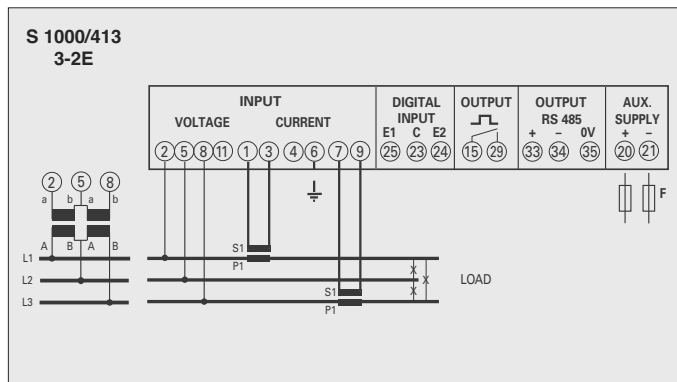 S 1000/413
3-2E
INPUT
DIGITAL
INPUT
OUTPUT
OUTPUT
RS 485
AUX.
SUPPLY
VOLTAGE CURRENT
E1 C E2
+ – 0V
+ –
2 5 8 11 1 3 4 6 7 9 25 23 24 15 29 33 34 35 20 21
2 5 8
a b a b
F
A B A B
S1
L1
P1
L2
LOAD
S1
L3
P1